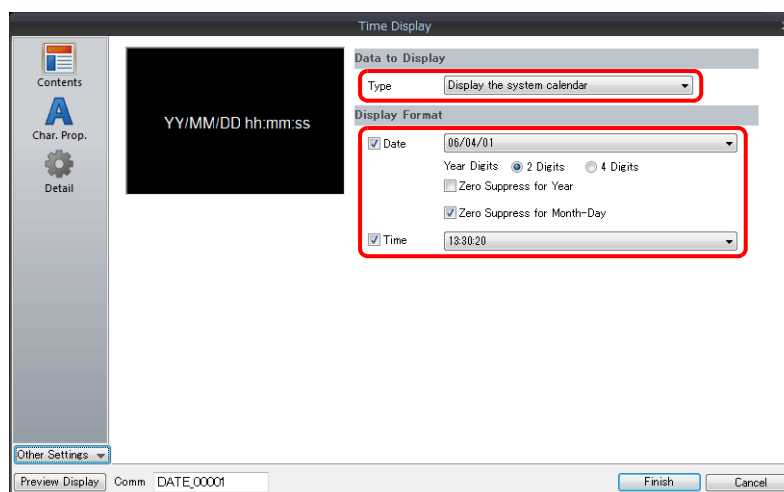 Time Display
Contents
Char. Prop.
Detail
YY/MM/DD hh:mm:ss
Data to Display
Type Display the system calendar
Display Format
Date 06/04/01
Year Digits 2 Digits 4 Digits
Zero Suppress for Year
Zero Suppress for Month-Day
Time 13:30:20
Other Settings
Preview Display Comm DATE_00001 Finish Cancel